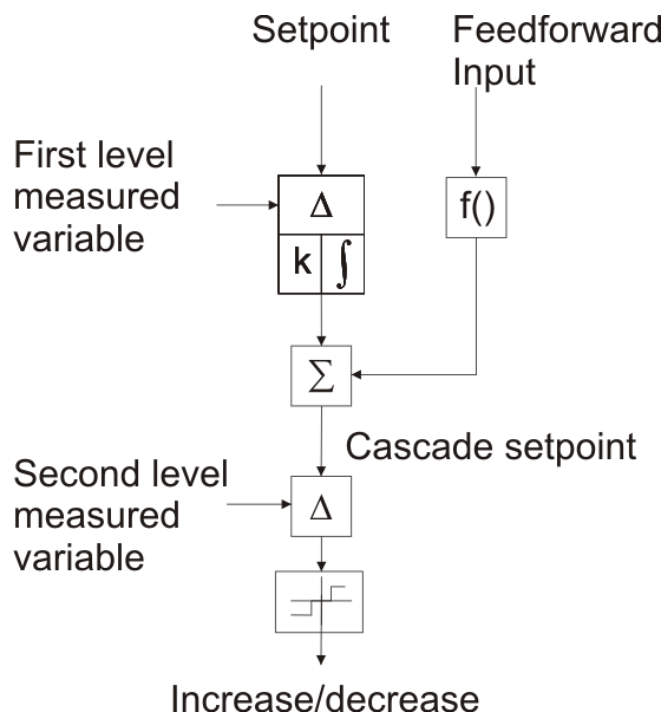 Setpoint
Feedforward
Input
First level
measured
variable
Δ
f()
k ∫
Σ
Cascade setpoint
Second level
measured
variable
Δ
Increase/decrease